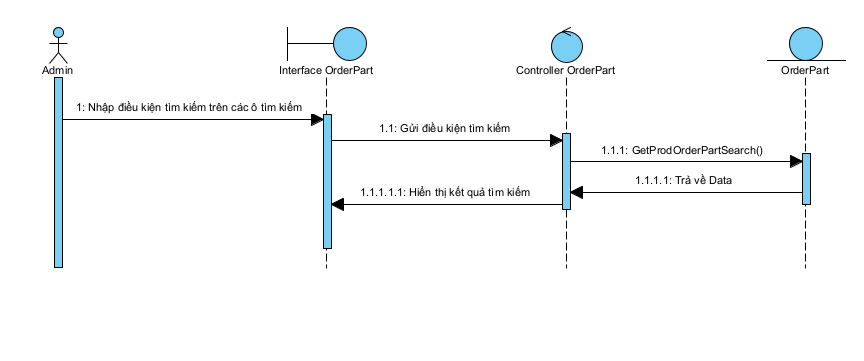 Admin
Interface OrderPart
Controller OrderPart
OrderPart
1: Nhập điều kiện tìm kiếm trên các ô tìm kiếm
1.1: Gửi điều kiện tìm kiếm
1.1.1: GetProdOrderPartSearch()
1.1.1.1: Trả về Data
1.1.1.1.1: Hiển thị kết quả tìm kiếm